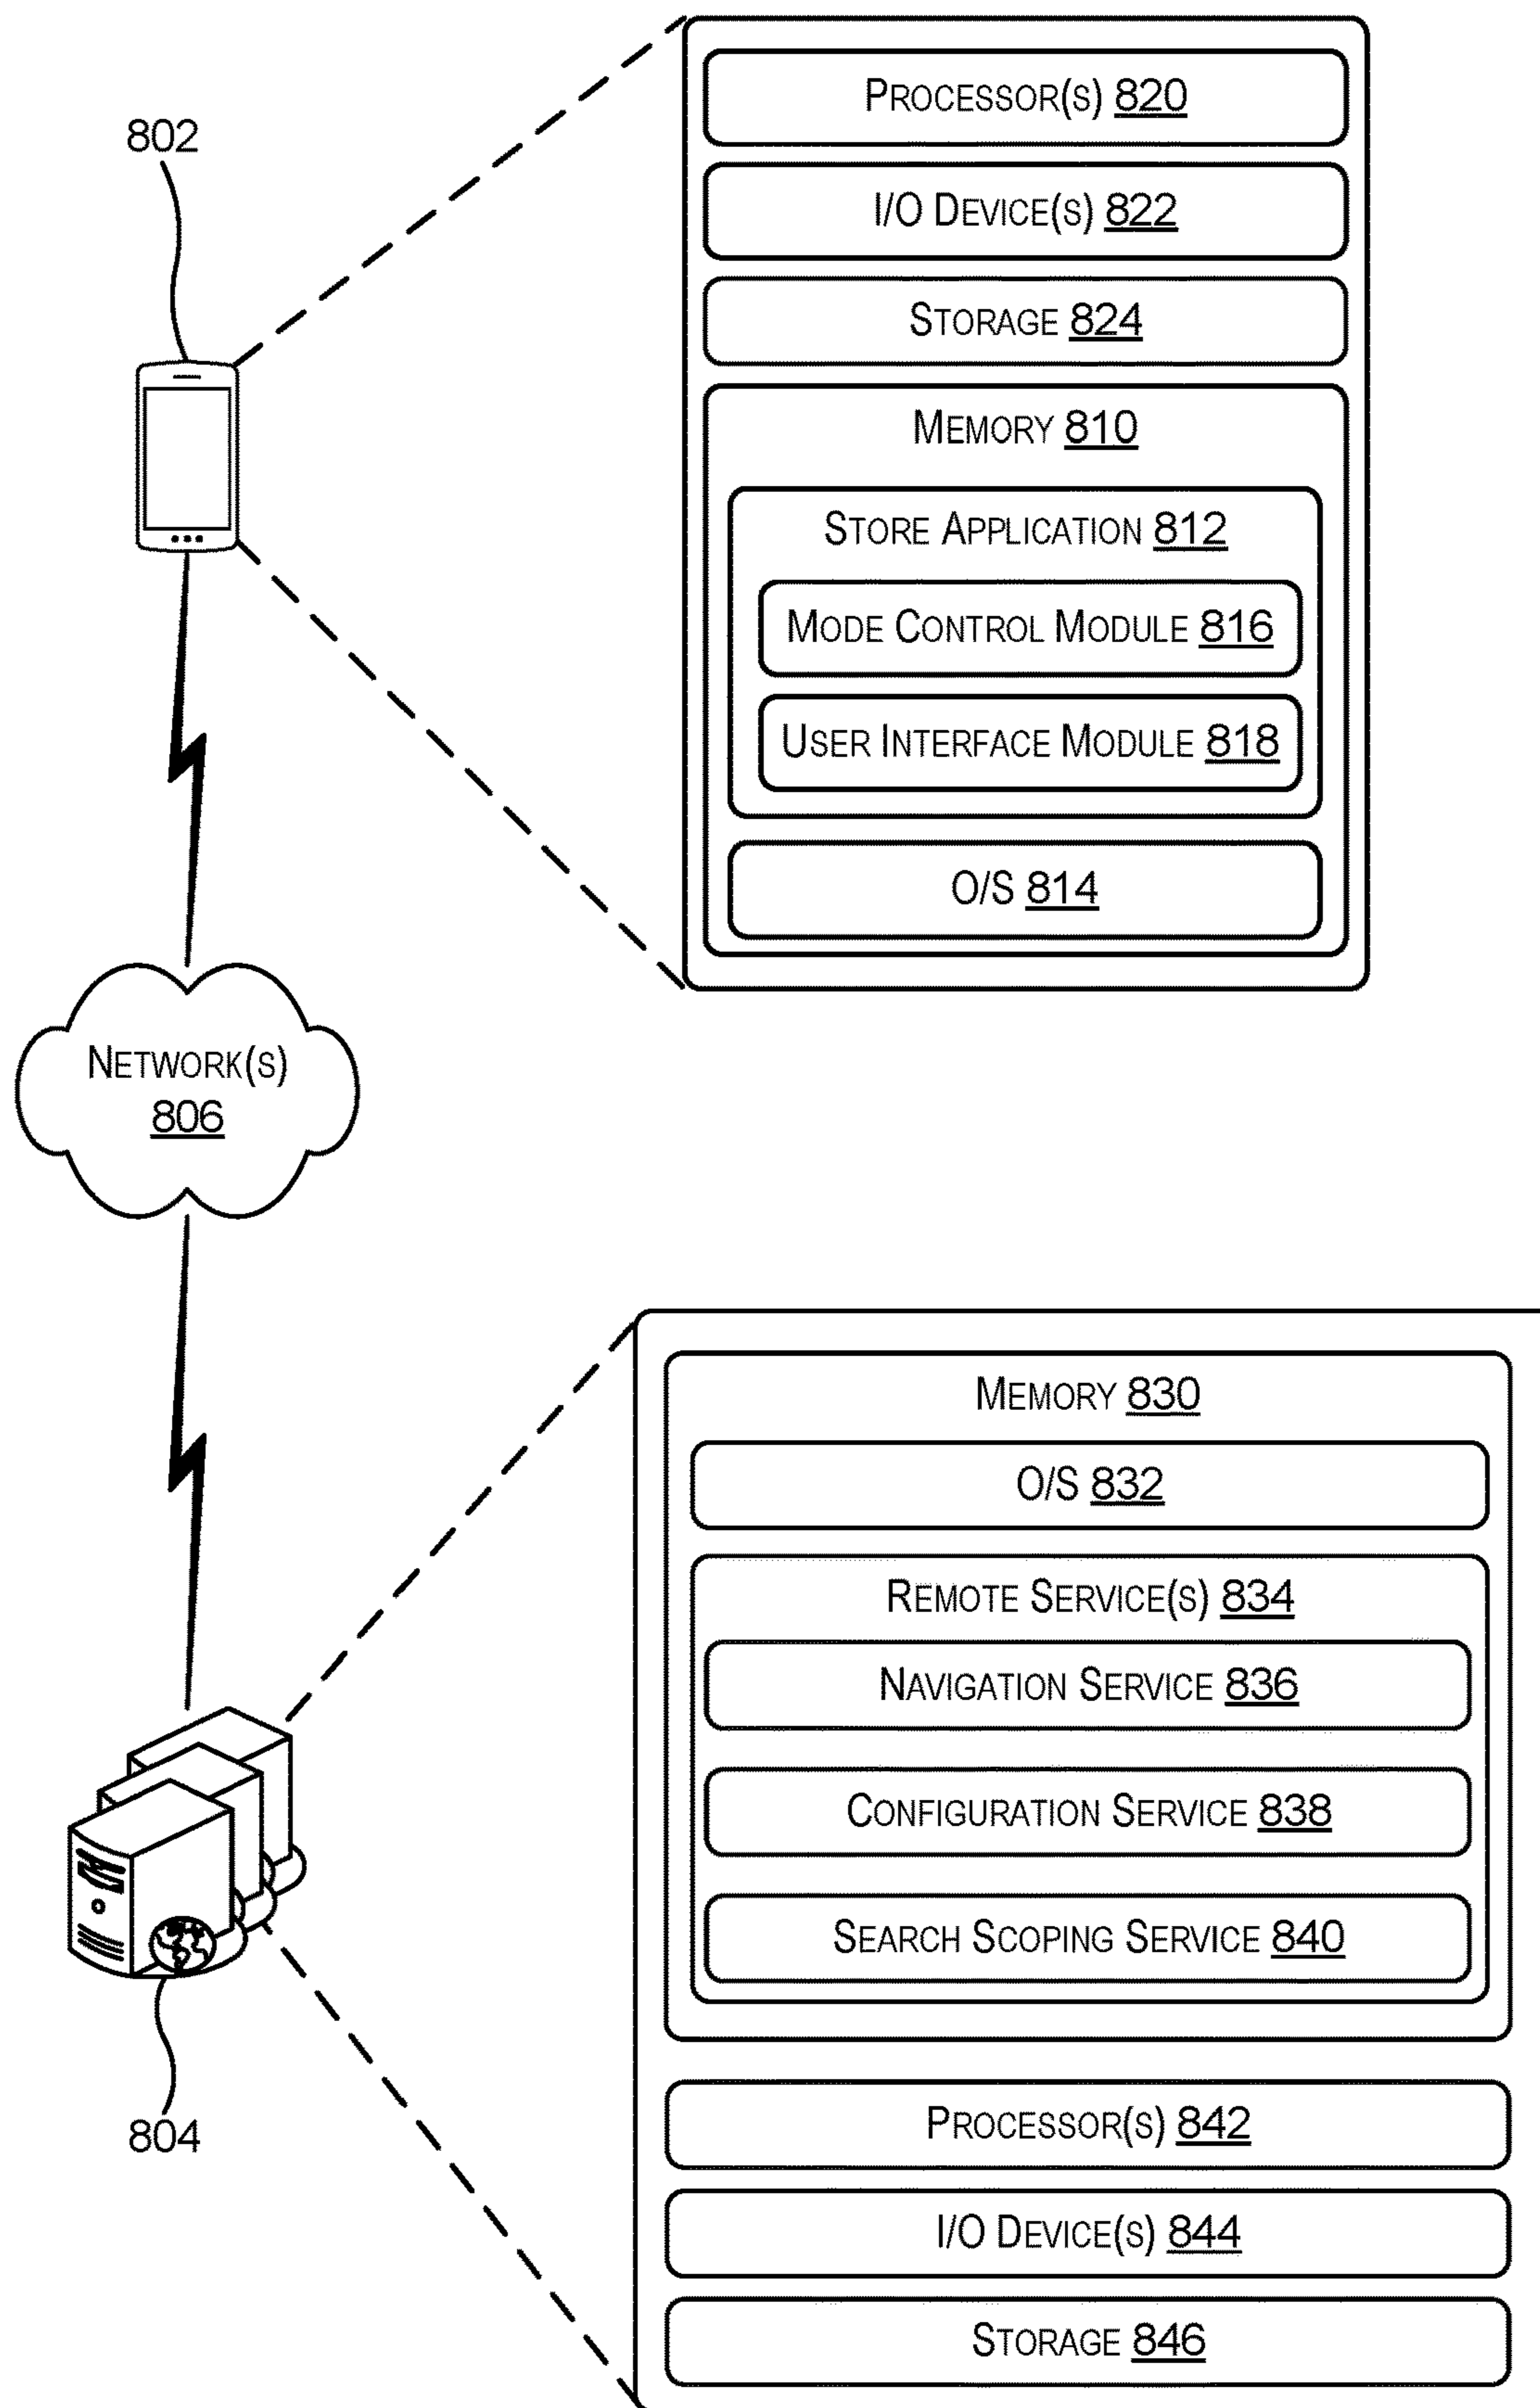 802
PROCESSOR(S) 820
I/O DEVICE(S) 822
STORAGE 824
MEMORY 810
STORE APPLICATION 812
MODE CONTROL MODULE 816
USER INTERFACE MODULE 818
O/S 814
NETWORK(S)
806
MEMORY 830
O/S 832
REMOTE SERVICE(S) 834
NAVIGATION SERVICE 836
CONFIGURATION SERVICE 838
SEARCH SCOPING SERVICE 840
804
PROCESSOR(S) 842
I/O DEVICE(S) 844
STORAGE 846